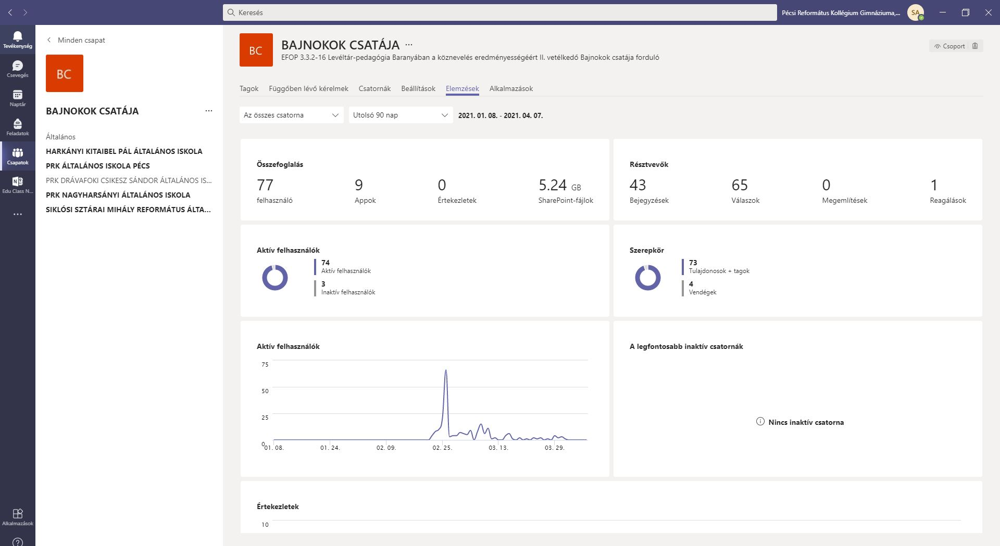 Keresés
Pécsi Református Kollégium Gimnáziuma,...
SA
Tevékenység
Csevegés
Naptár
Feladatok
Csapatok
Edu Class N...
Alkalmazások
Minden csapat
BC
BAJNOKOK CSATÁJA
Általános
HARKÁNYI KITAIBEL PÁL ÁLTALÁNOS ISKOLA
PRK ÁLTALÁNOS ISKOLA PÉCS
PRK DRÁVAFOKI CSIKESZ SÁNDOR ÁLTALÁNOS IS...
PRK NAGYHARSÁNYI ÁLTALÁNOS ISKOLA
SIKLÓSI SZTÁRAI MIHÁLY REFORMÁTUS ÁLTA...
BC
BAJNOKOK CSATÁJA ...
EFOP 3.3.2-16 Levéltár-pedagógia Baranyában a köznevelés eredményességéért II. vetélkedő Bajnokok csatája forduló
Csoport
Tagok Függőben lévő kérelmek Csatornák Beállítások Elemzések Alkalmazások
Az összes csatorna Utolsó 90 nap 2021. 01. 08. - 2021. 04. 07.
Összefoglalás
77 9 0 5.24 GB
felhasználó Appok Értekezletek SharePoint-fájlok
Résztvevők
43 65 0 1
Bejegyzések Válaszok Megemlítések Reagálások
Aktív felhasználók
74
Aktív felhasználók
3
Inaktív felhasználók
Szerepkör
73
Tulajdonosok + tagok
4
Vendégek
Aktív felhasználók
75
50
25
0
01. 08. 01. 24. 02. 09. 02. 25. 03. 13. 03. 29.
A legfontosabb inaktív csatornák
Nincs inaktív csatorna
Értekezletek
10